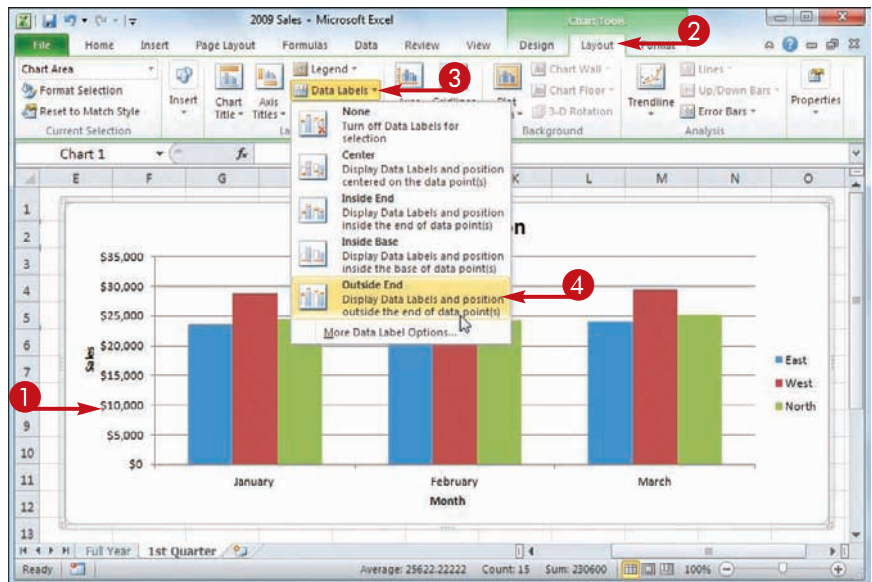 2009 Sales - Microsoft Excel
Chart Tools
File Home Insert Page Layout Formulas Data Review View Design Layout Format
2
Chart Area
Format Selection
Reset to Match Style
Current Selection
Insert
Chart Title
Axis Titles
Legend
Data Labels
3
Gridlines
Plot
Chart Wall
Chart Floor
3-D Rotation
Background
Trendline
Lines
Up/Down Bars
Error Bars
Analysis
Properties
Chart 1
fx
None
Turn off Data Labels for
selection
Center
Display Data Labels and position
centered on the data point(s)
Inside End
Display Data Labels and position
inside the end of data point(s)
Inside Base
Display Data Labels and position
inside the base of data point(s)
Outside End
Display Data Labels and position
outside the end of data point(s)
More Data Label Options...
4
E F G K L M N O
1
2
3
4
5
6
7
9
10
11
12
13
n
$35,000
$30,000
$25,000
$20,000
$15,000
$10,000
$5,000
$0
Sales
1
East
West
North
January February March
Month
Full Year 1st Quarter
Ready Average: 25622.22222 Count: 15 Sum: 230600 100%